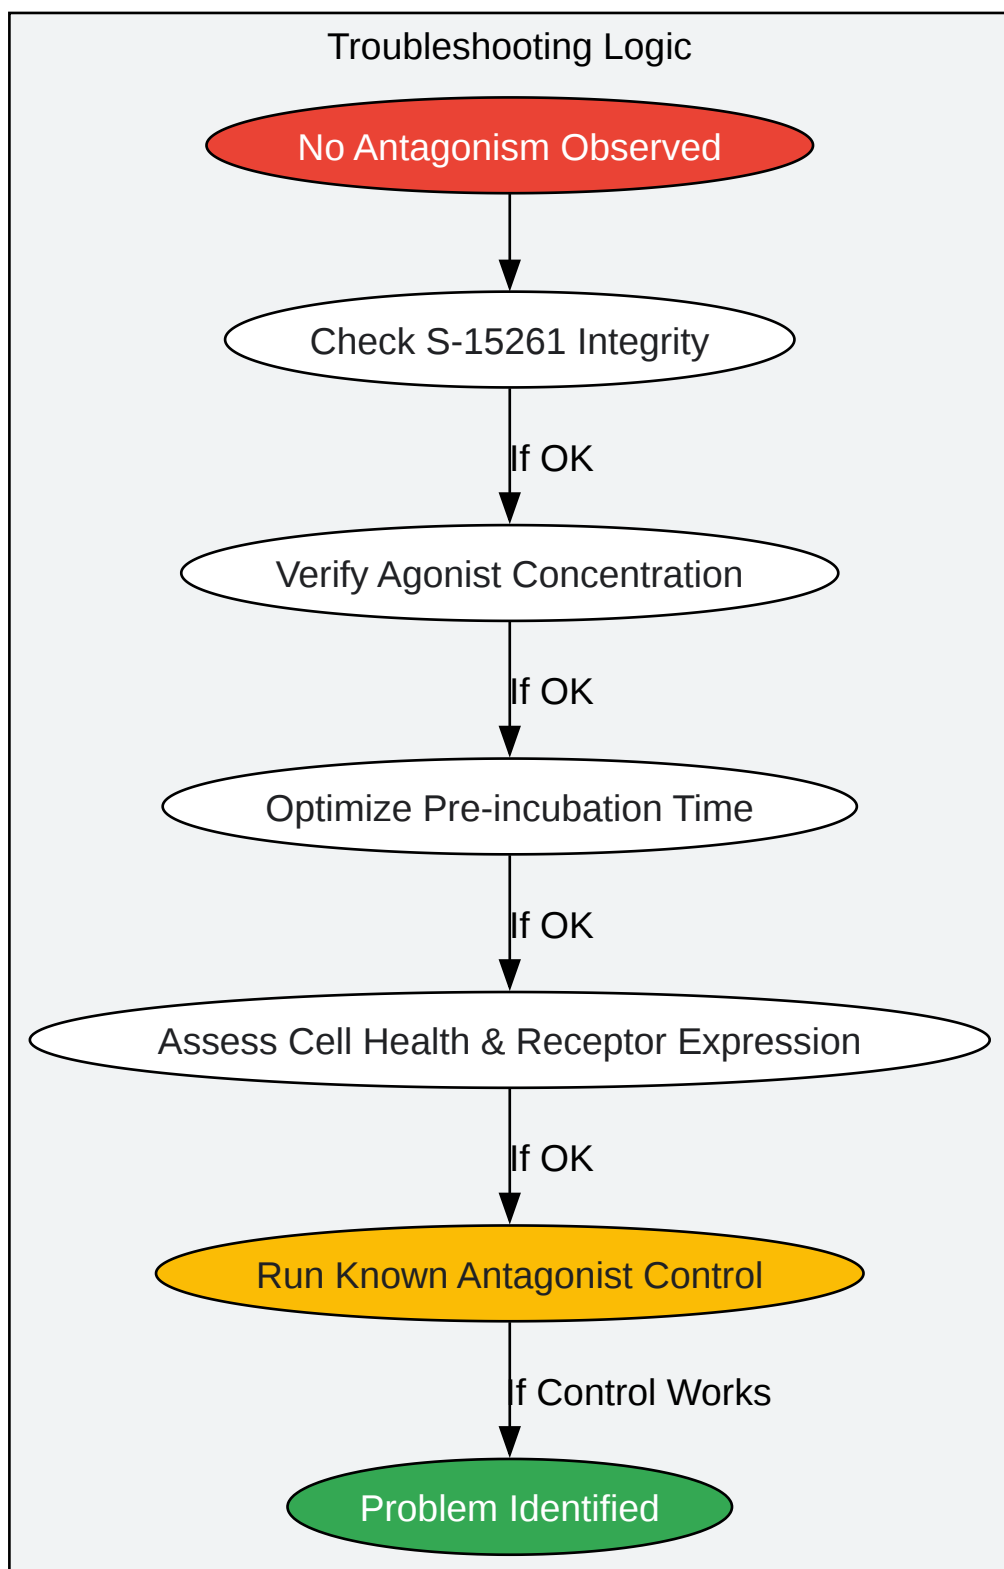 Troubleshooting Logic
No Antagonism Observed
Check S-15261 Integrity
If OK
Verify Agonist Concentration
If OK
Optimize Pre-incubation Time
If OK
Assess Cell Health & Receptor Expression
If OK
Run Known Antagonist Control
If Control Works
Problem Identified